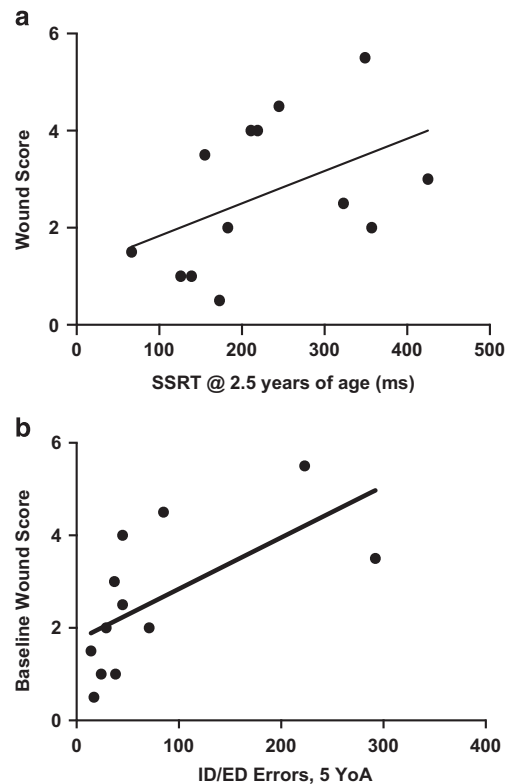 a
6
4
2
0
Wound Score
0 100 200 300 400 500
SSRT @ 2.5 years of age (ms)
b
6
4
2
0
Baseline Wound Score
0 100 200 300 400
ID/ED Errors, 5 YoA